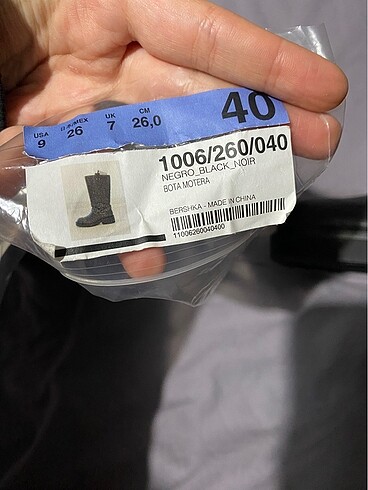 USA UK CM 40
9 26 7 26,0
1006/260/040
NEGRO_BLACK_NOIR
BOTA MOTERA
BERSHKA - MADE IN CHINA
11006260040400